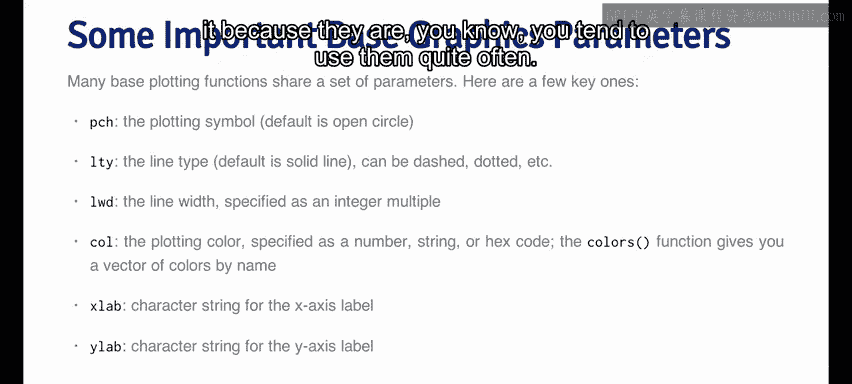 Some Important Base Graphics Parameters
it because they are, you know, you tend to
use them quite often.
Many base plotting functions share a set of parameters. Here are a few key ones:
· pch: the plotting symbol (default is open circle)
· lty: the line type (default is solid line), can be dashed, dotted, etc.
· lwd: the line width, specified as an integer multiple
· col: the plotting color, specified as a number, string, or hex code; the colors() function gives you
a vector of colors by name
· xlab: character string for the x-axis label
· ylab: character string for the y-axis label